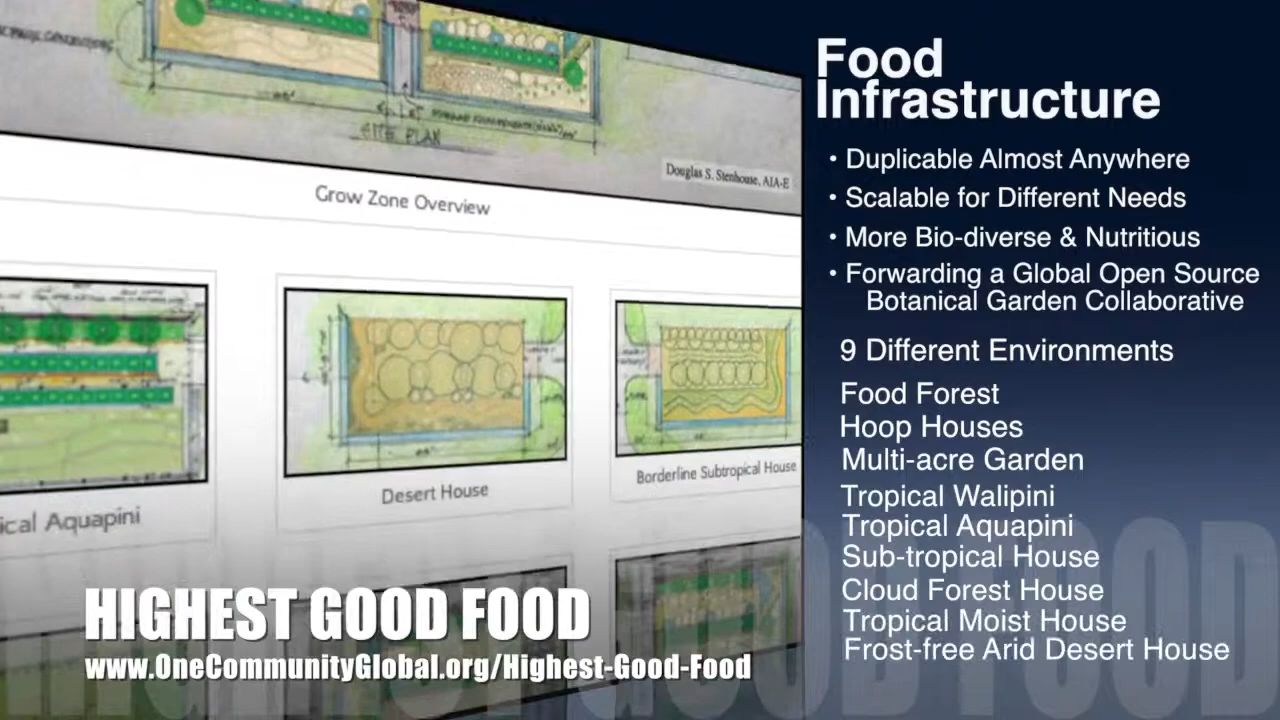 SITE PLAN
Douglas S. Stenhouse, AIA-E
Grow Zone Overview
ical Aquapini
Desert House
Borderline Subtropical House
HIGHEST GOOD FOOD
www.OneCommunityGlobal.org/Highest-Good-Food
Food
Infrastructure
• Duplicable Almost Anywhere
• Scalable for Different Needs
• More Bio-diverse & Nutritious
• Forwarding a Global Open Source
Botanical Garden Collaborative
9 Different Environments
Food Forest
Hoop Houses
Multi-acre Garden
Tropical Walipini
Tropical Aquapini
Sub-tropical House
Cloud Forest House
Tropical Moist House
Frost-free Arid Desert House
HIGHEST GOOD FOOD